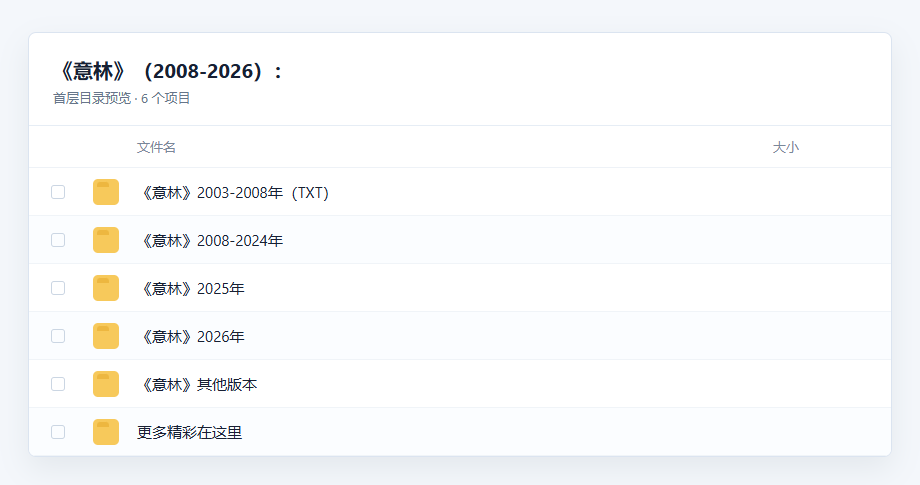 《意林》（2008-2026）：
首层目录预览 · 6 个项目
文件名 大小
《意林》2003-2008年（TXT）
《意林》2008-2024年
《意林》2025年
《意林》2026年
《意林》其他版本
更多精彩在这里